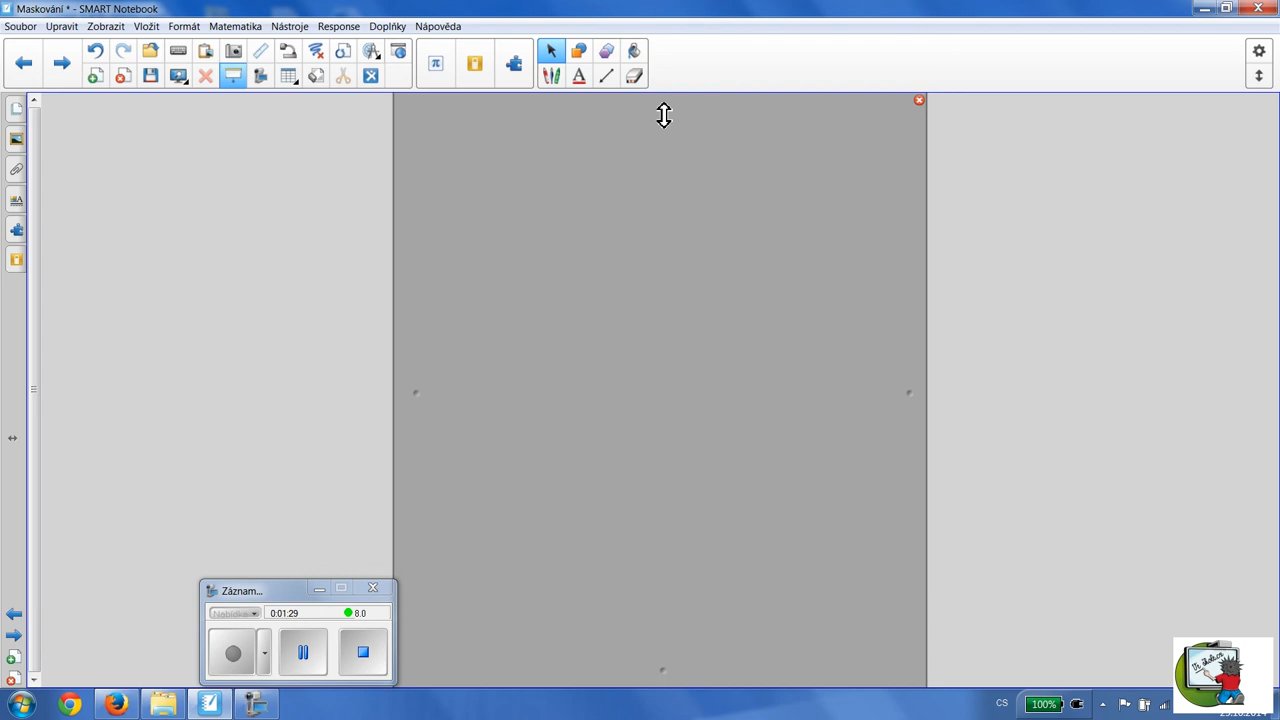 Maskování * - SMART Notebook
Soubor Upravit Zobrazit Vložit Formát Matematika Nástroje Response Doplňky Nápověda
Záznam...
Nabídka 0:01:29 8.0
CS 100%